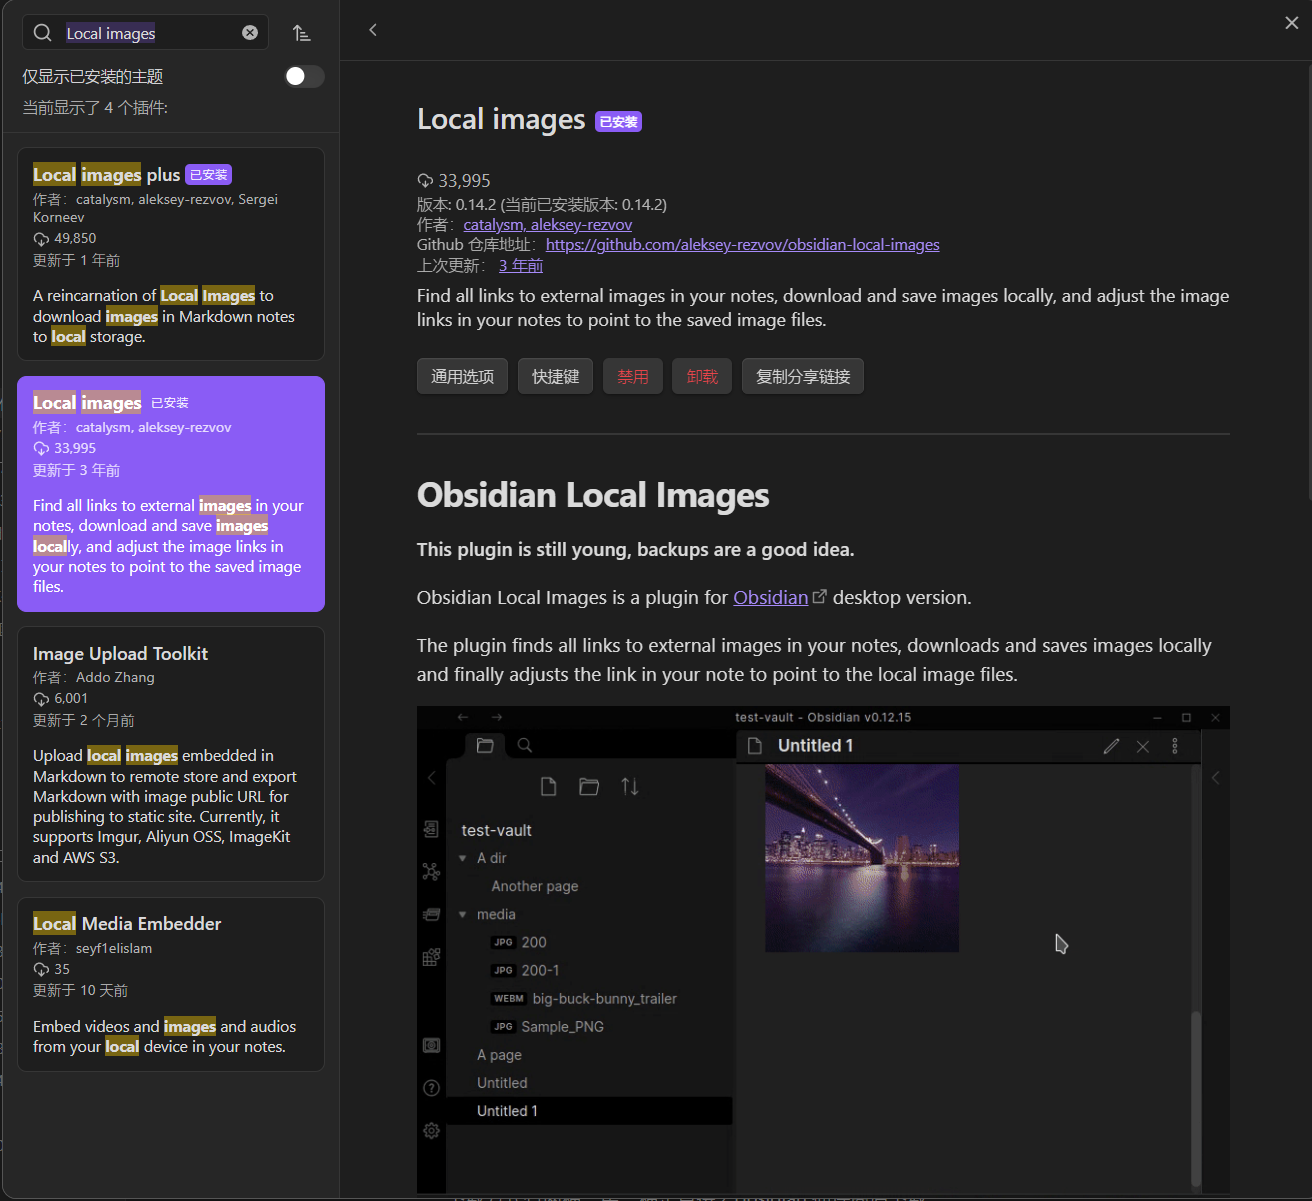 Local images
仅显示已安装的主题
当前显示了 4 个插件:
Local images plus 已安装
作者： catalysm, aleksey-rezvov, Sergei
Korneev
49,850
更新于 1 年前
A reincarnation of Local Images to
download images in Markdown notes
to local storage.
Local images 已安装
作者： catalysm, aleksey-rezvov
33,995
更新于 3 年前
Find all links to external images in your
notes, download and save images
locally, and adjust the image links in
your notes to point to the saved image
files.
Image Upload Toolkit
作者： Addo Zhang
6,001
更新于 2 个月前
Upload local images embedded in
Markdown to remote store and export
Markdown with image public URL for
publishing to static site. Currently, it
supports Imgur, Aliyun OSS, ImageKit
and AWS S3.
Local Media Embedder
作者： seyf1elislam
35
更新于 10 天前
Embed videos and images and audios
from your local device in your notes.
Local images 已安装
33,995
版本: 0.14.2 (当前已安装版本: 0.14.2)
作者： catalysm, aleksey-rezvov
Github 仓库地址： https://github.com/aleksey-rezvov/obsidian-local-images
上次更新： 3 年前
Find all links to external images in your notes, download and save images locally, and adjust the image
links in your notes to point to the saved image files.
通用选项 快捷键 禁用 卸载 复制分享链接
Obsidian Local Images
This plugin is still young, backups are a good idea.
Obsidian Local Images is a plugin for Obsidian desktop version.
The plugin finds all links to external images in your notes, downloads and saves images locally
and finally adjusts the link in your note to point to the local image files.
test-vault - Obsidian v0.12.15
Untitled 1
test-vault
A dir
Another page
media
JPG 200
JPG 200-1
WEBM big-buck-bunny_trailer
JPG Sample_PNG
A page
Untitled
Untitled 1